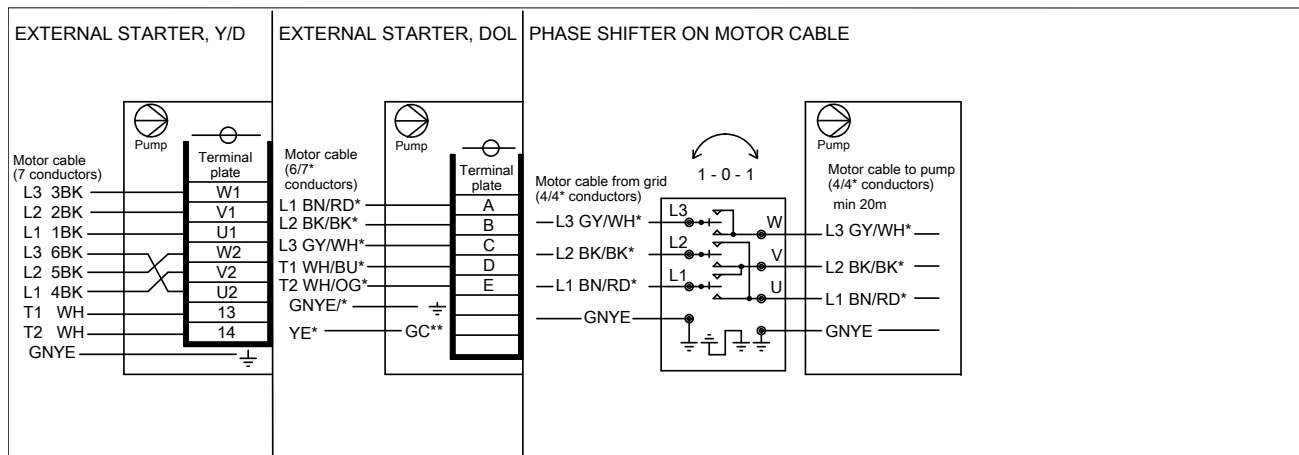 EXTERNAL STARTER, Y/D
Pump
Motor cable
(7 conductors)
Terminal
plate
L3 3BK W1
L2 2BK V1
L1 1BK U1
L3 6BK W2
L2 5BK V2
L1 4BK U2
T1 WH 13
T2 WH 14
GNYE
EXTERNAL STARTER, DOL
Pump
Motor cable
(6/7*
conductors)
Terminal
plate
L1 BN/RD* A
L2 BK/BK* B
L3 GY/WH* C
T1 WH/BU* D
T2 WH/OG* E
GNYE/*
YE* GC**
PHASE SHIFTER ON MOTOR CABLE
1 - 0 - 1
Motor cable from grid
(4/4* conductors)
L3 GY/WH*
L2 BK/BK*
L1 BN/RD*
GNYE
L3
W
L2
V
L1
U
Pump
Motor cable to pump
(4/4* conductors)
min 20m
L3 GY/WH*
L2 BK/BK*
L1 BN/RD*
GNYE